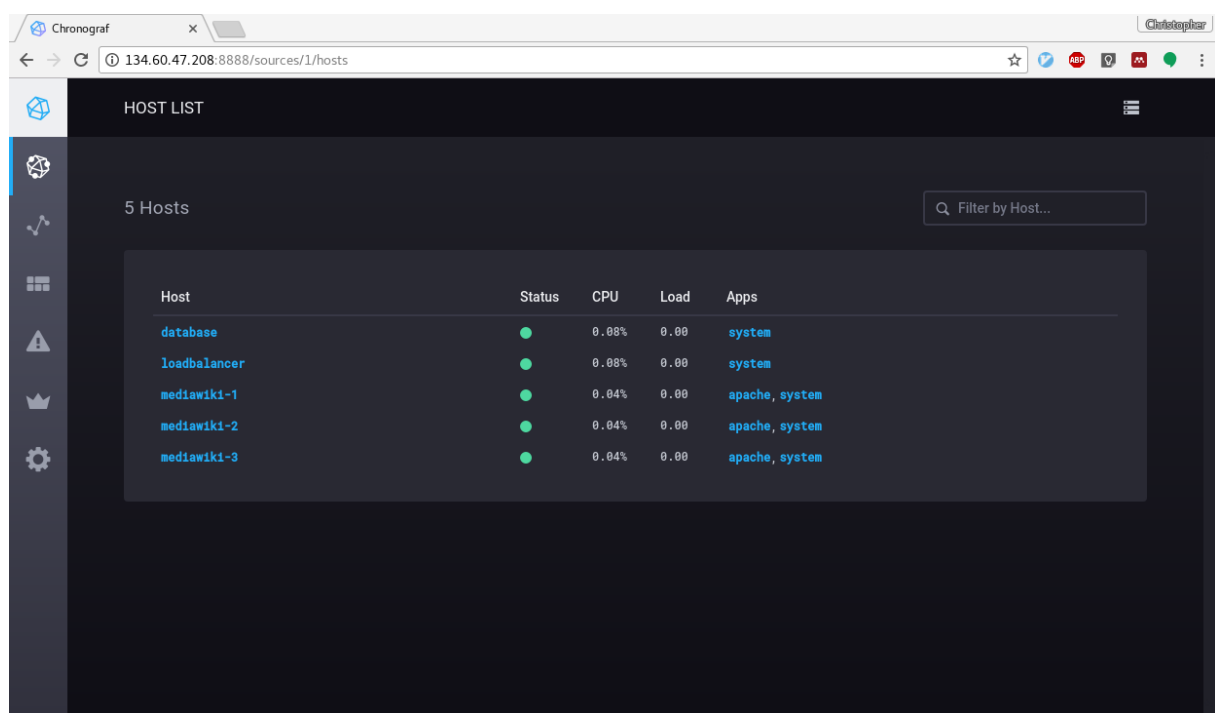 Chronograf
Christopher
134.60.47.208:8888/sources/1/hosts
ABP
HOST LIST
5 Hosts
Filter by Host...
Host Status CPU Load Apps
database 0.08% 0.00 system
loadbalancer 0.08% 0.00 system
mediawiki-1 0.04% 0.00 apache, system
mediawiki-2 0.04% 0.00 apache, system
mediawiki-3 0.04% 0.00 apache, system